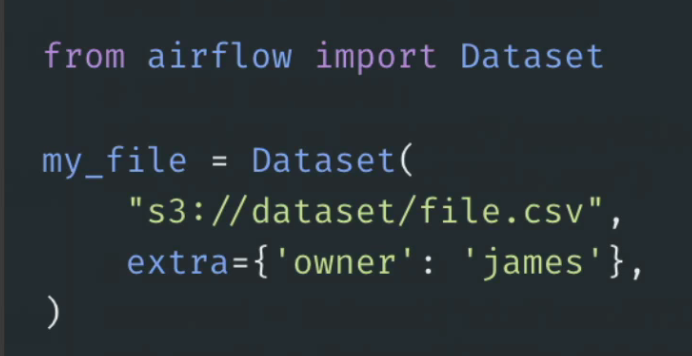 from airflow import Dataset
my_file = Dataset(
    "s3://dataset/file.csv",
    extra={'owner': 'james'},
)